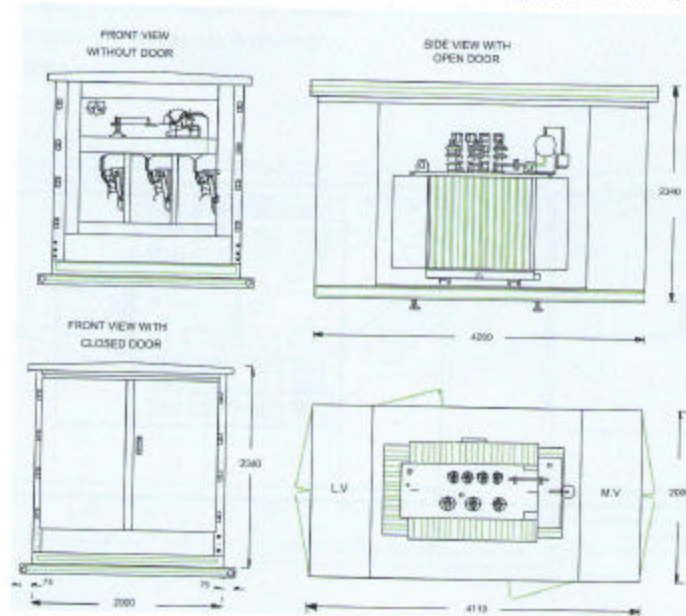 FRONT VIEW
WITHOUT DOOR
SIDE VIEW WITH
OPEN DOOR
2340
4200
FRONT VIEW WITH
CLOSED DOOR
2340
L.V
M.V
75
75
2000
4110